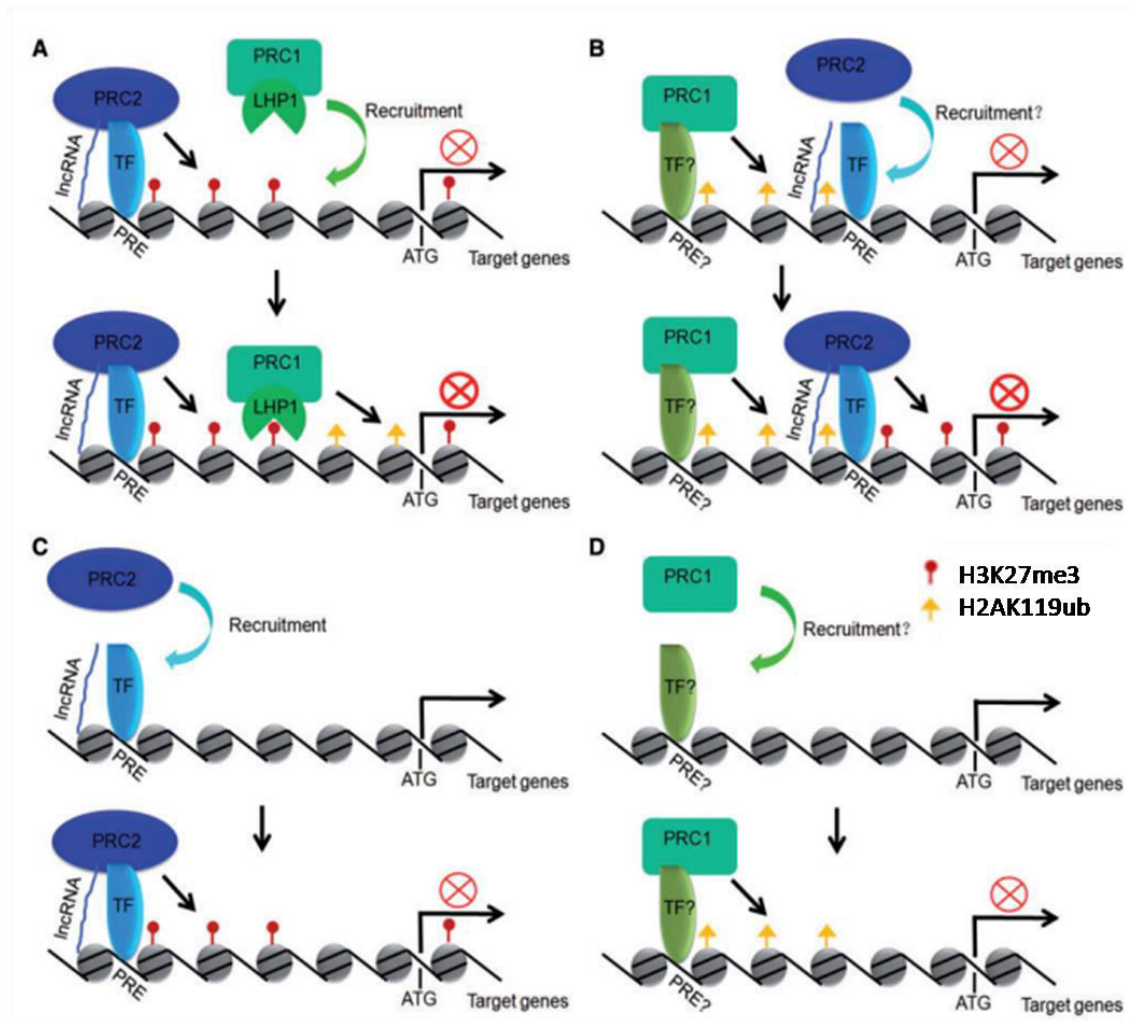 A
PRC1
PRC2
LHP1
Recruitment
lncRNA
TF
PRE
ATG
Target genes
PRC2
PRC1
lncRNA
TF
LHP1
PRE
ATG
Target genes
B
PRC2
PRC1
Recruitment?
TF?
lncRNA
TF
PRE?
PRE
ATG
Target genes
PRC1
PRC2
TF?
lncRNA
TF
PRE?
PRE
ATG
Target genes
C
PRC2
Recruitment
lncRNA
TF
PRE
ATG
Target genes
PRC2
lncRNA
TF
PRE
ATG
Target genes
D
PRC1
H3K27me3
H2AK119ub
Recruitment?
TF?
PRE?
ATG
Target genes
PRC1
TF?
PRE?
ATG
Target genes